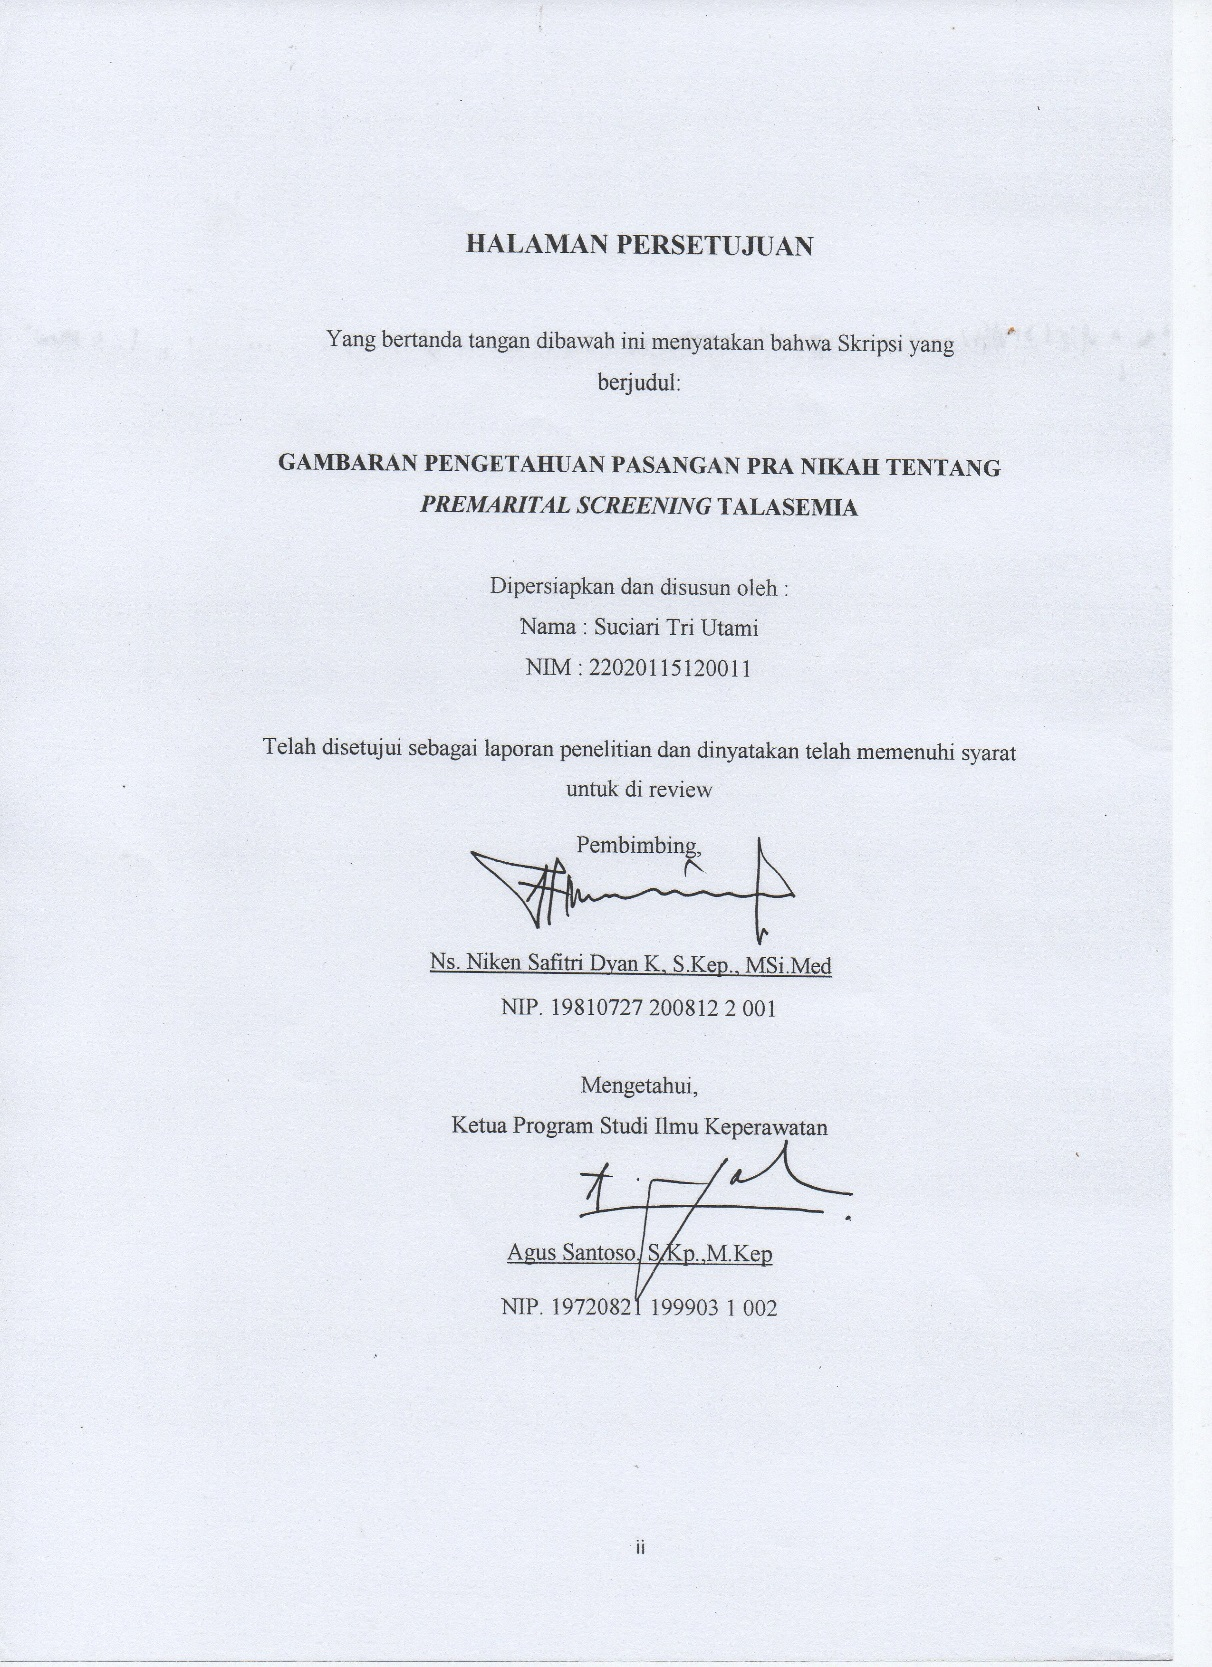 HALAMAN PERSETUJUAN
Yang bertanda tangan dibawah ini menyatakan bahwa Skripsi yang
berjudul:
GAMBARAN PENGETAHUAN PASANGAN PRA NIKAH TENTANG
PREMARITAL SCREENING TALASEMIA
Dipersiapkan dan disusun oleh :
Nama : Suciari Tri Utami
NIM : 22020115120011
Telah disetujui sebagai laporan penelitian dan dinyatakan telah memenuhi syarat
untuk di review
Pembimbing,
Ns. Niken Safitri Dyan K, S.Kep., MSi.Med
NIP. 19810727 200812 2 001
Mengetahui,
Ketua Program Studi Ilmu Keperawatan
Agus Santoso, S.Kp.,M.Kep
NIP. 19720821 199903 1 002
ii